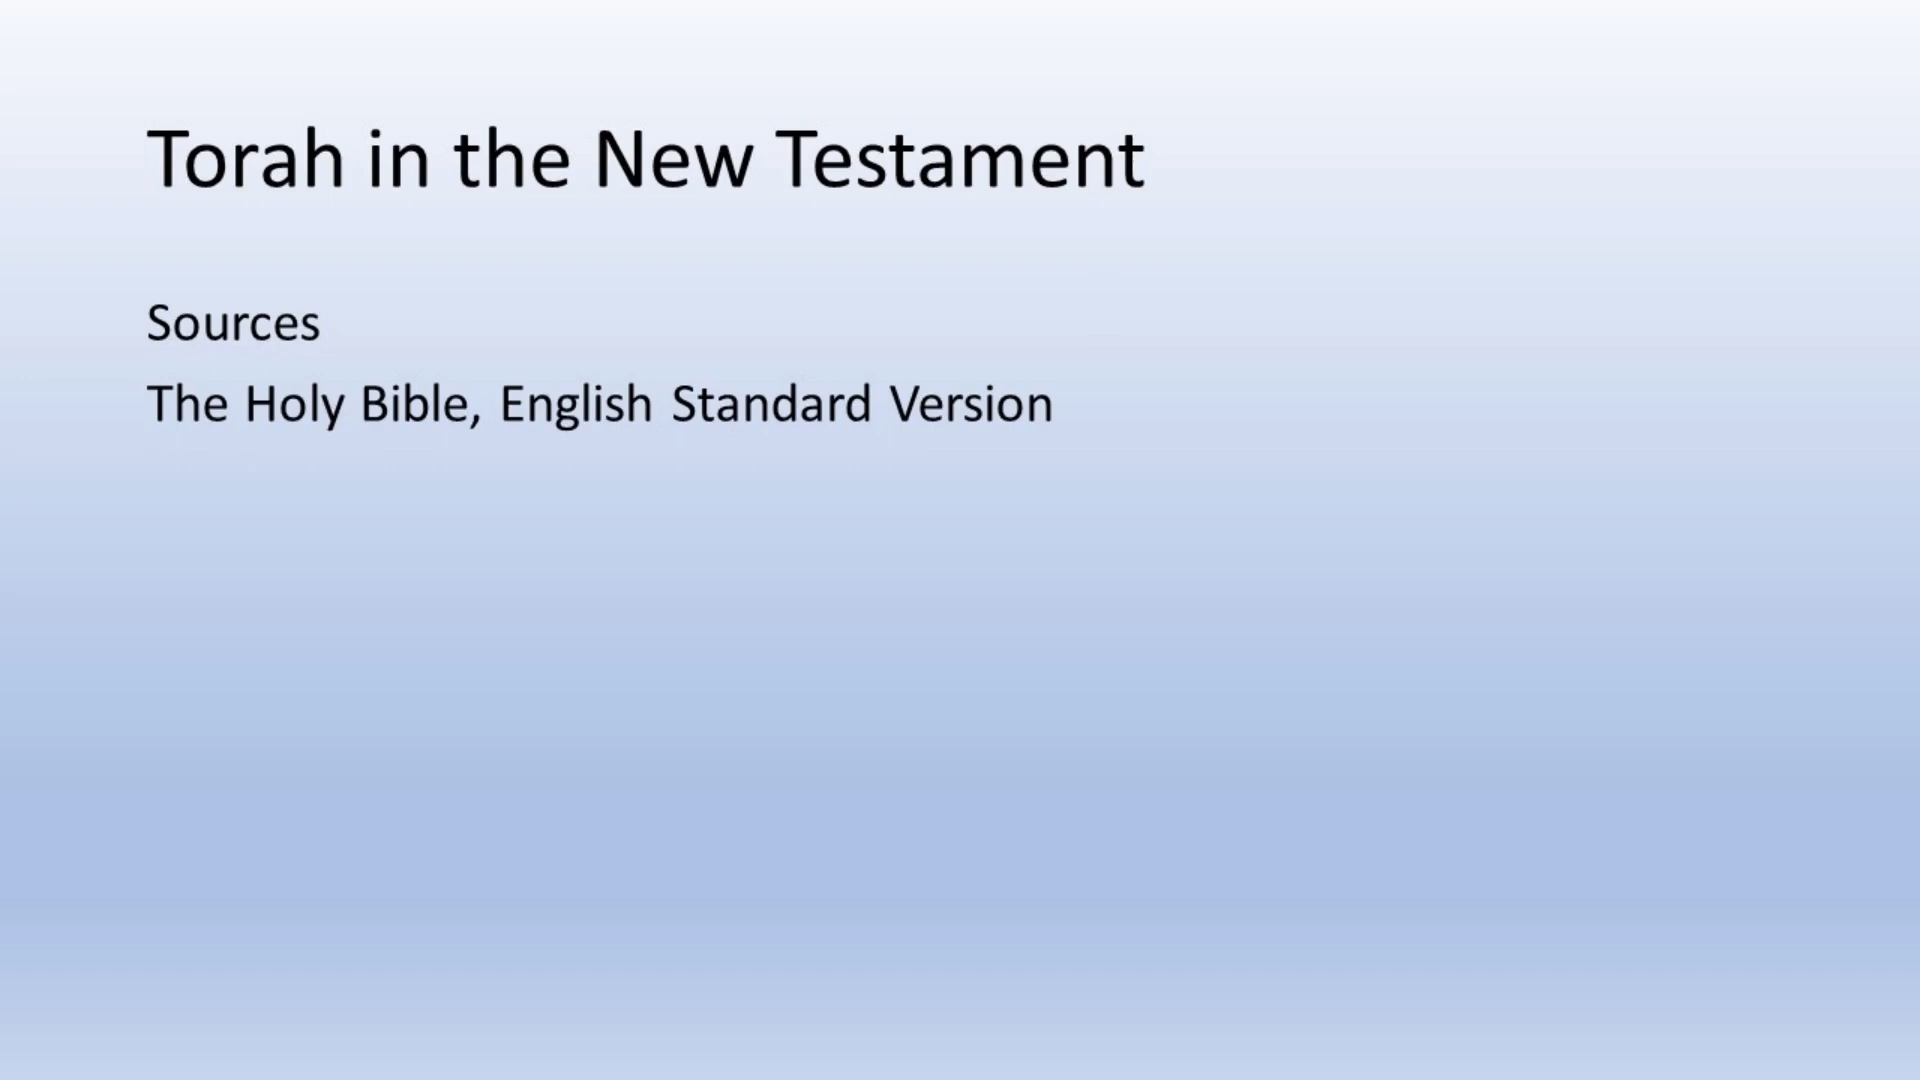 Torah in the New Testament
Sources
The Holy Bible, English Standard Version